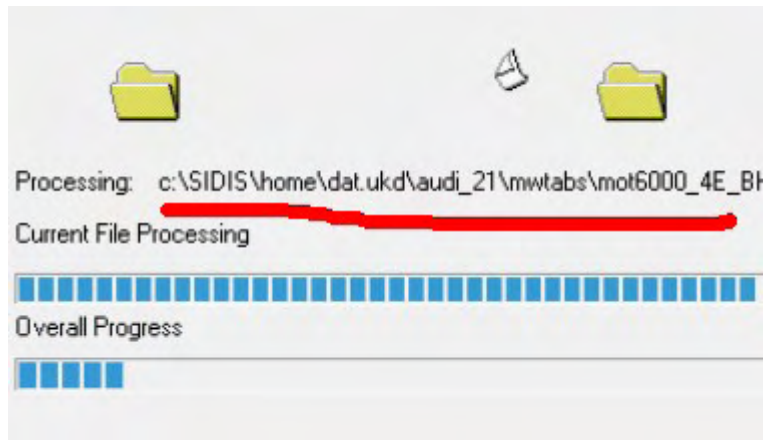 Processing: c:\SIDIS\home\dat.ukd\audi_21\mwtabs\mot6000_4E_BH
Current File Processing
Overall Progress